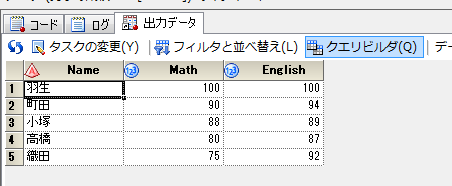 コード ログ 出力データ
タスクの変更(Y) フィルタと並べ替え(L) クエリビルダ(Q) デー
Name Math English
1 羽生 100 100
2 町田 90 94
3 小塚 88 89
4 高橋 80 87
5 織田 75 92